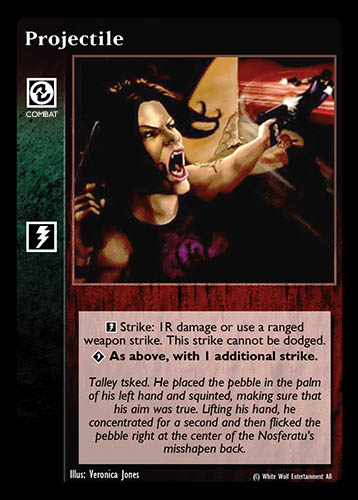 Projectile
COMBAT
Strike: 1R damage or use a ranged
weapon strike. This strike cannot be dodged.
As above, with 1 additional strike.
Talley tsked. He placed the pebble in the palm
of his left hand and squinted, making sure that
his aim was true. Lifting his hand, he
concentrated for a second and then flicked the
pebble right at the center of the Nosferatu's
misshapen back.
Illus: Veronica Jones
(C) White Wolf Entertainment AB